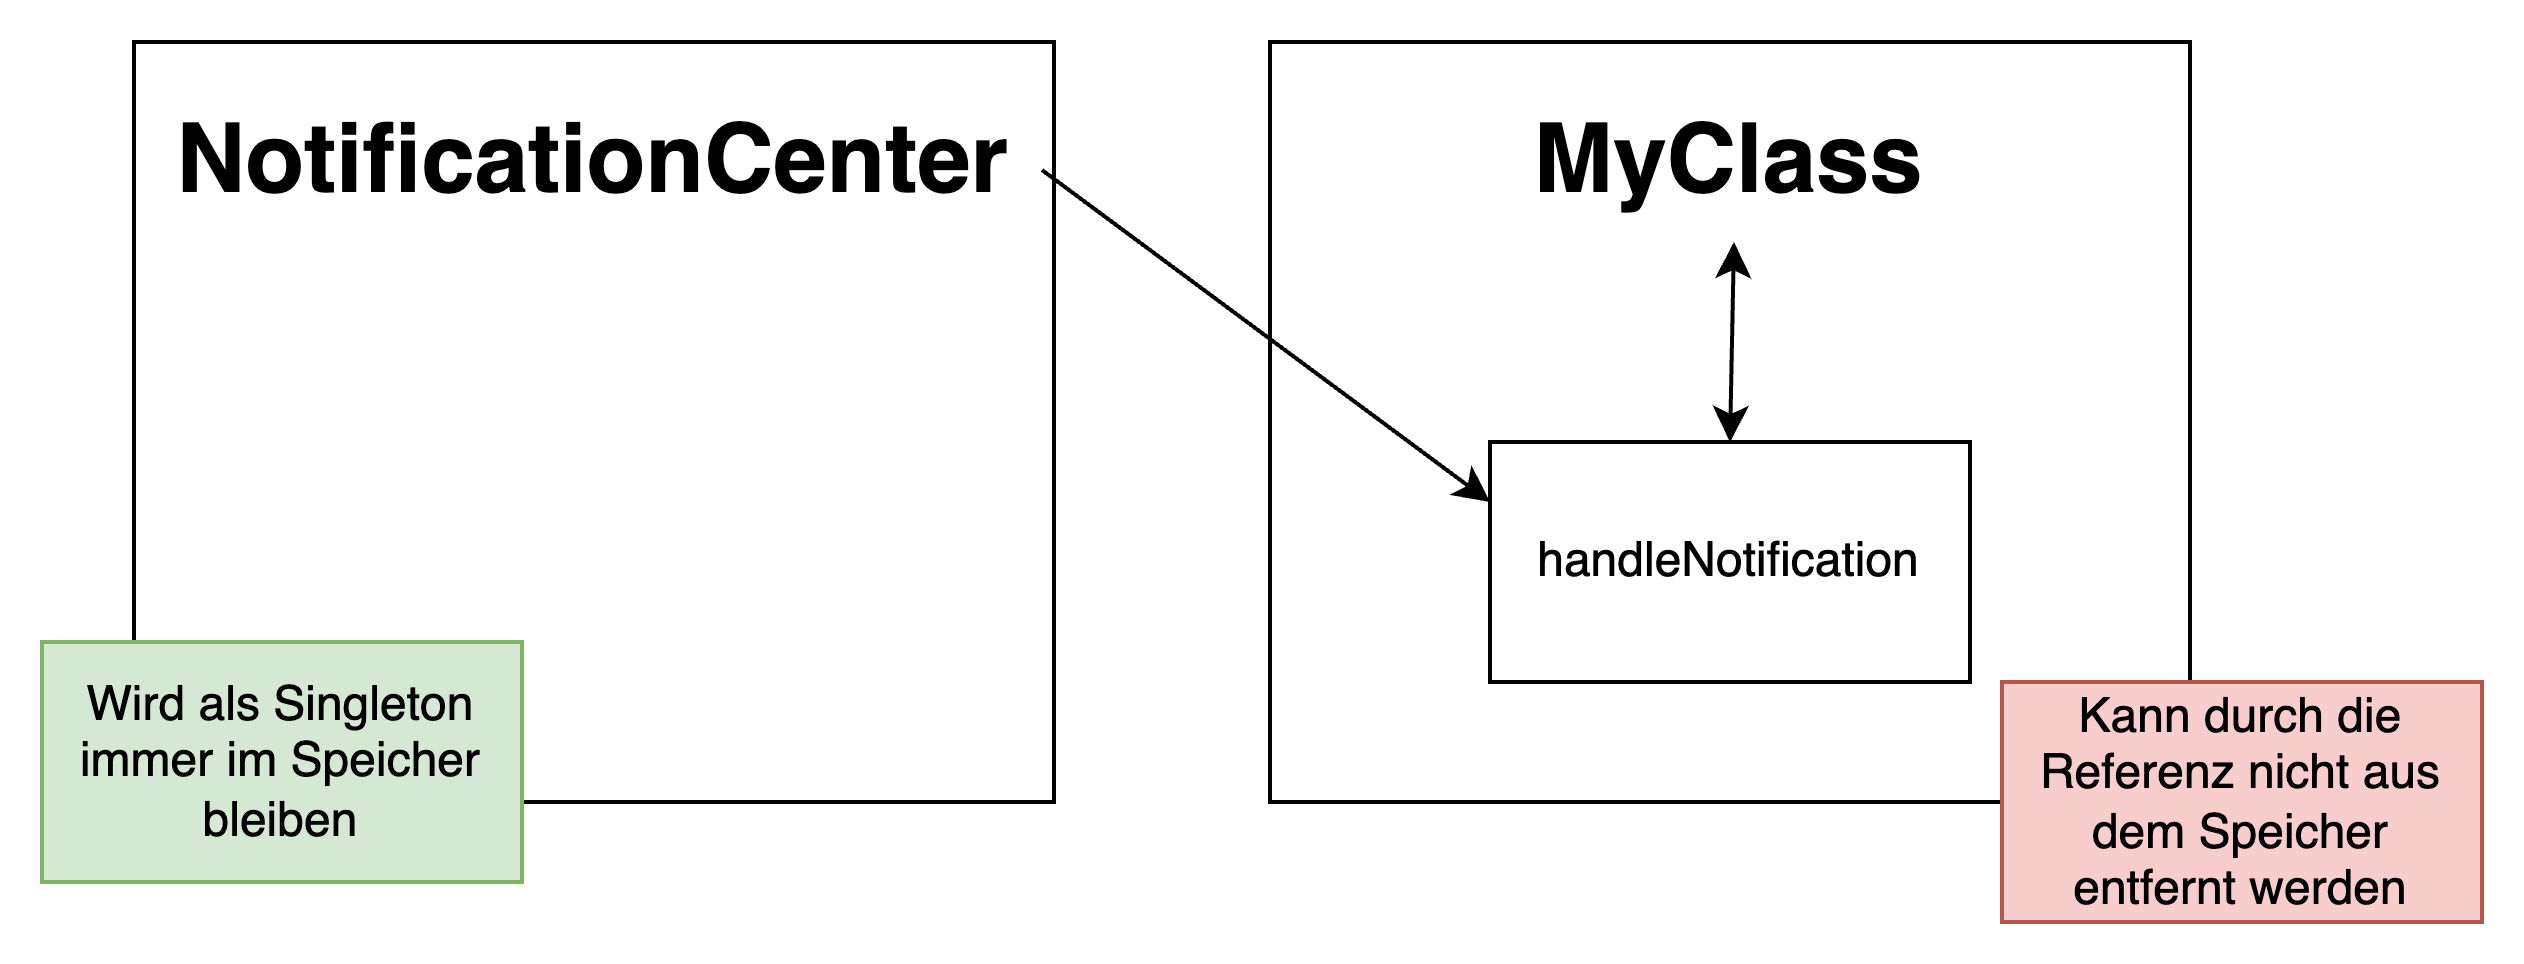 NotificationCenter
MyClass
handleNotification
Wird als Singleton
immer im Speicher
bleiben
Kann durch die
Referenz nicht aus
dem Speicher
entfernt werden